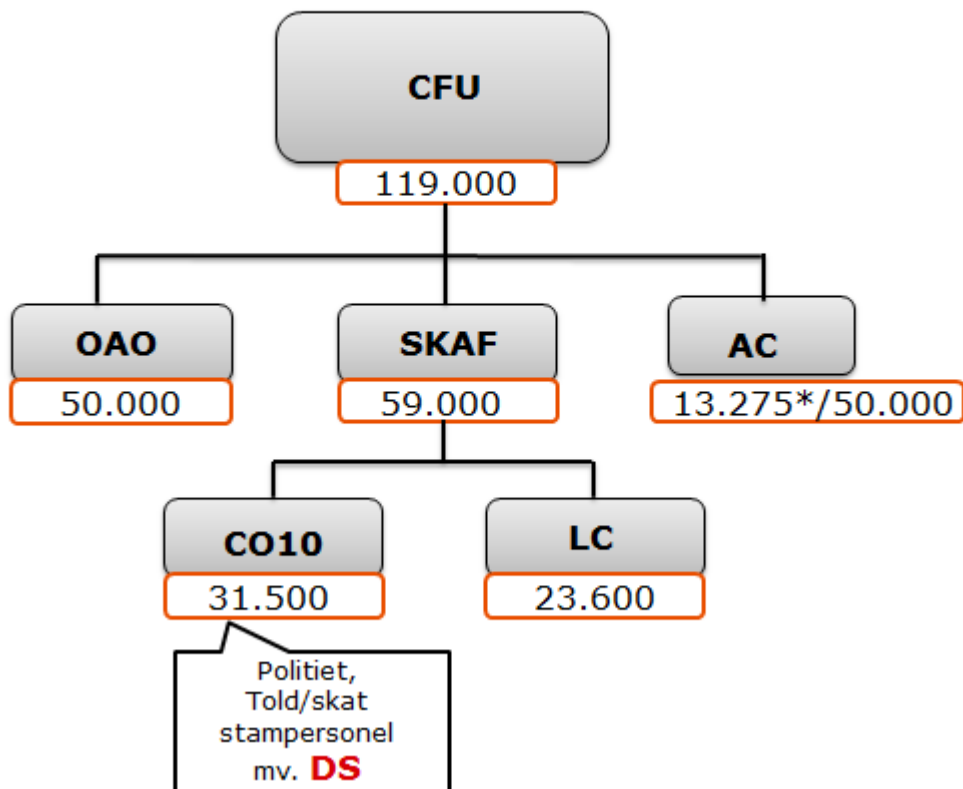 CFU
119.000
OAO
SKAF
AC
50.000
59.000
13.275*/50.000
CO10
LC
31.500
23.600
Politiet,
Told/skat
stampersonel
mv. DS